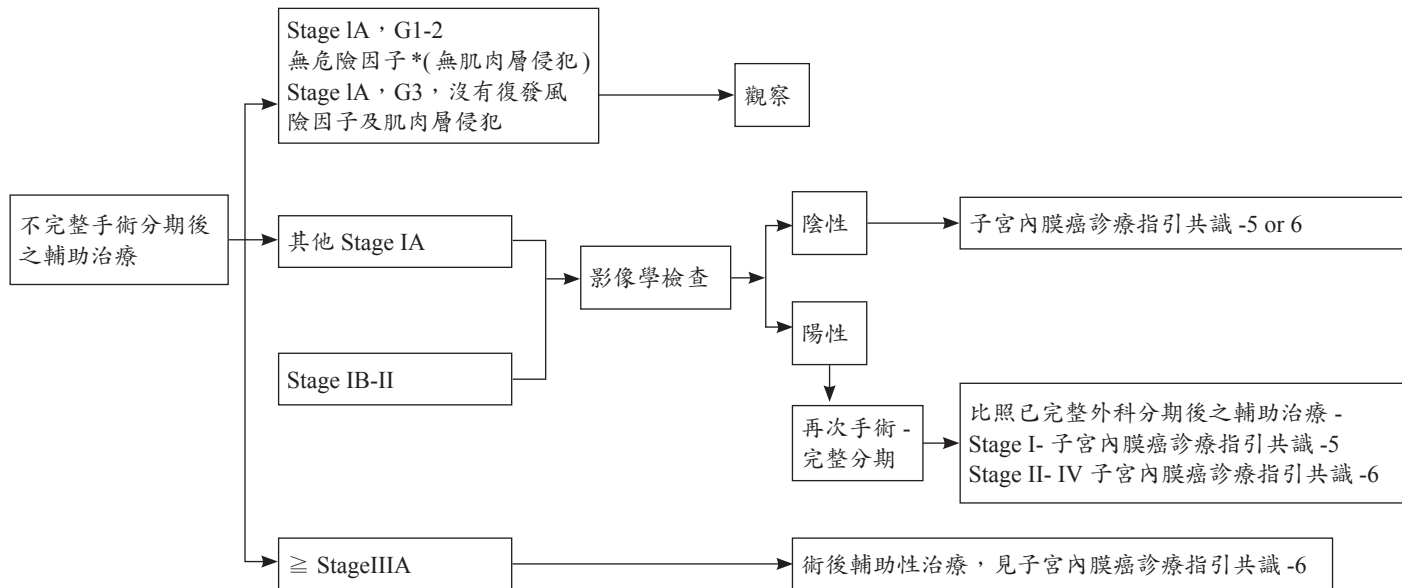 Stage lA，G1-2
無危險因子*(無肌肉層侵犯)
Stage lA，G3，沒有復發風
險因子及肌肉層侵犯
觀察
不完整手術分期後
之輔助治療
其他 Stage IA
Stage IB-II
影像學檢查
陰性
子宮內膜癌診療指引共識 -5 or 6
陽性
再次手術 -
完整分期
比照已完整外科分期後之輔助治療 -
Stage I- 子宮內膜癌診療指引共識 -5
Stage II- IV 子宮內膜癌診療指引共識 -6
≧ StageIIIA
術後輔助性治療，見子宮內膜癌診療指引共識 -6